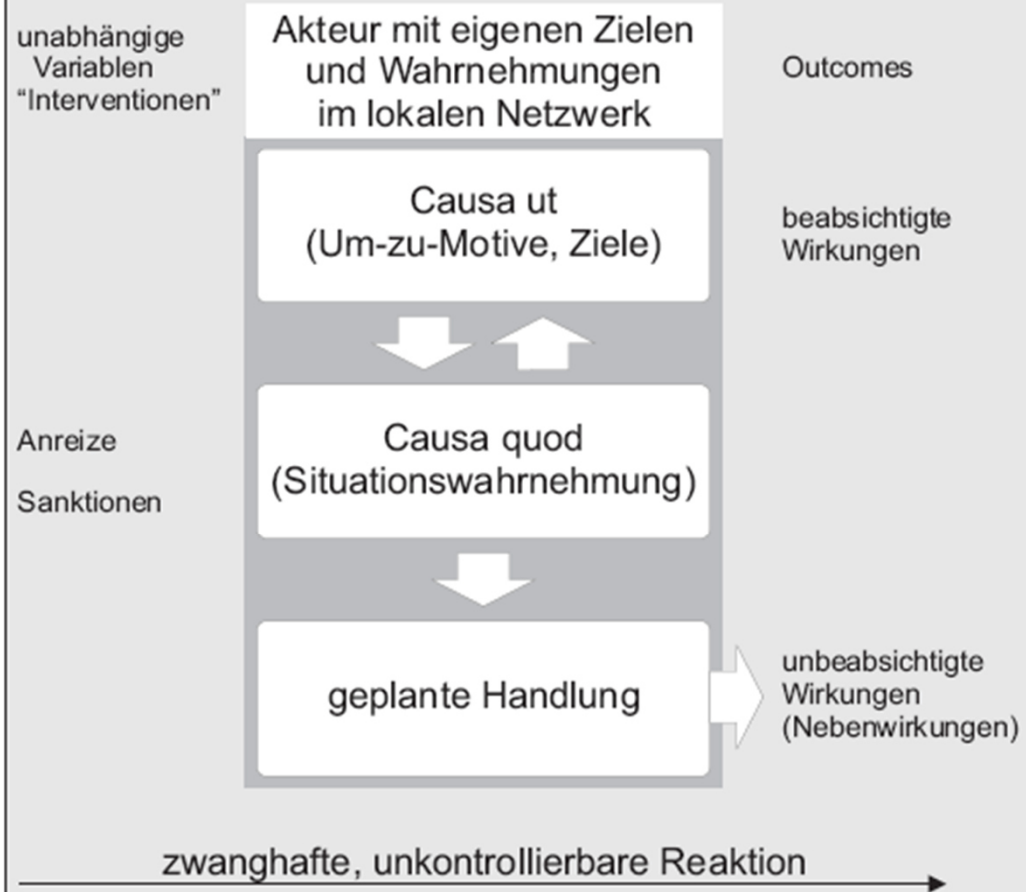 unabhängige
Variablen
“Interventionen”
Akteur mit eigenen Zielen
und Wahrnehmungen
im lokalen Netzwerk
Outcomes
Causa ut
(Um-zu-Motive, Ziele)
beabsichtigte
Wirkungen
Anreize
Sanktionen
Causa quod
(Situationswahrnehmung)
geplante Handlung
unbeabsichtigte
Wirkungen
(Nebenwirkungen)
zwanghafte, unkontrollierbare Reaktion